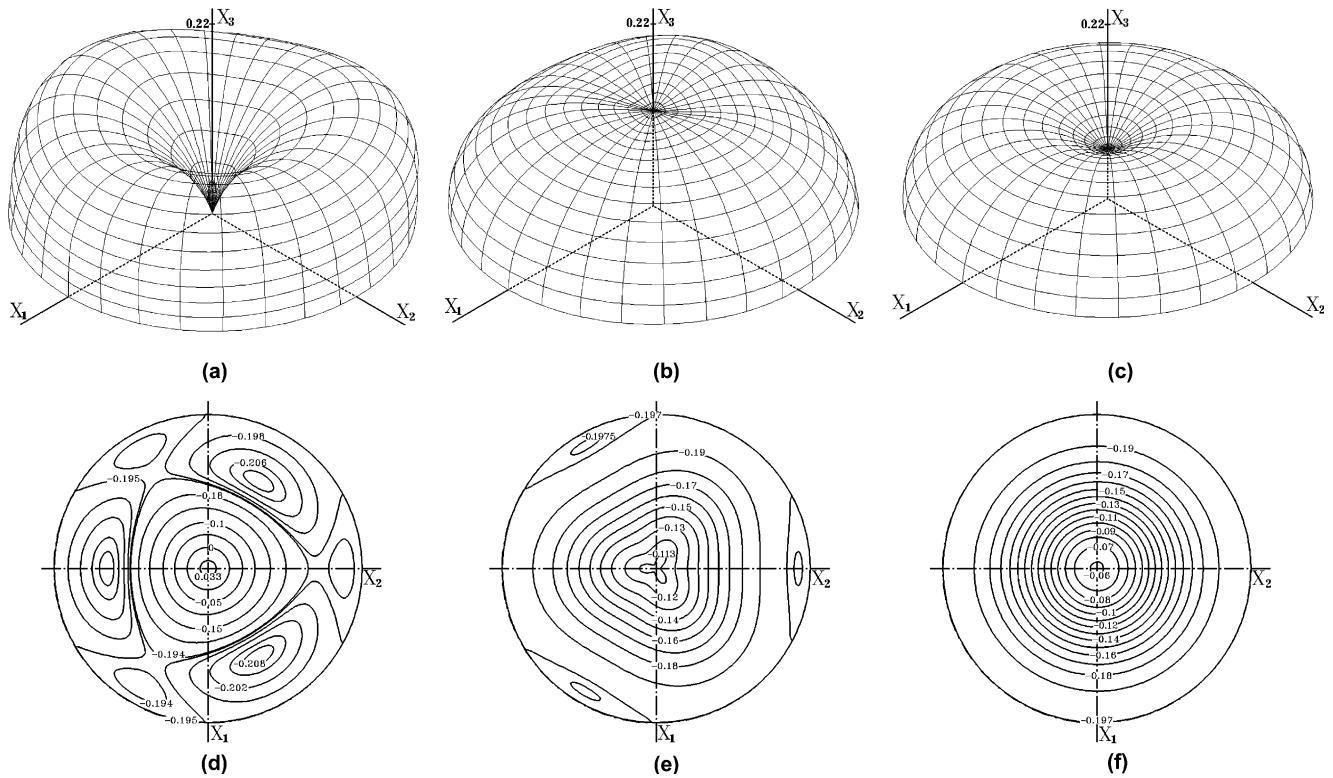 X3
0.22
X1
X2
X3
0.22
X1
X2
X3
0.22
X1
X2
(a)
(b)
(c)
-0.198
-0.206
-0.195
-0.18
-0.1
0
0.033
-0.05
-0.15
-0.194
-0.208
-0.202
-0.194
-0.195
X2
X1
-0.197
-0.1975
-0.19
-0.17
-0.15
-0.13
-0.113
-0.12
-0.14
-0.16
-0.18
X2
X1
-0.19
-0.17
-0.15
-0.13
-0.11
-0.09
-0.07
-0.06
-0.08
-0.1
-0.12
-0.14
-0.16
-0.18
-0.197
X2
X1
(d)
(e)
(f)